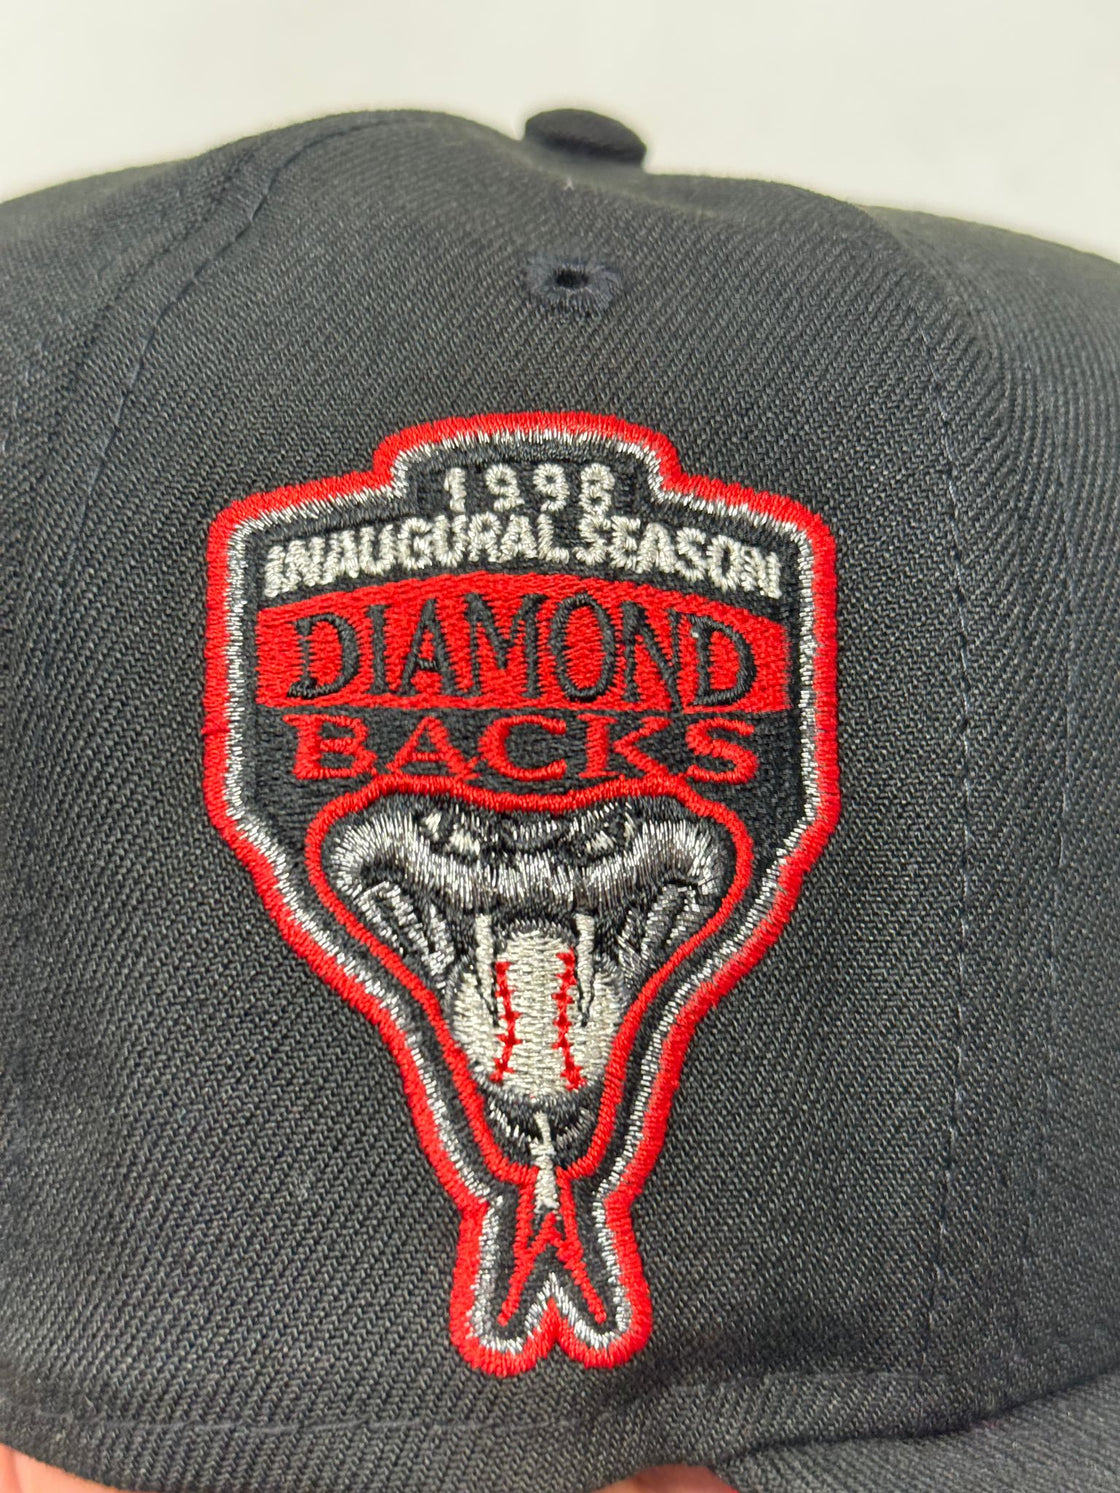 1998
INAUGURAL SEASON
DIAMOND
BACKS